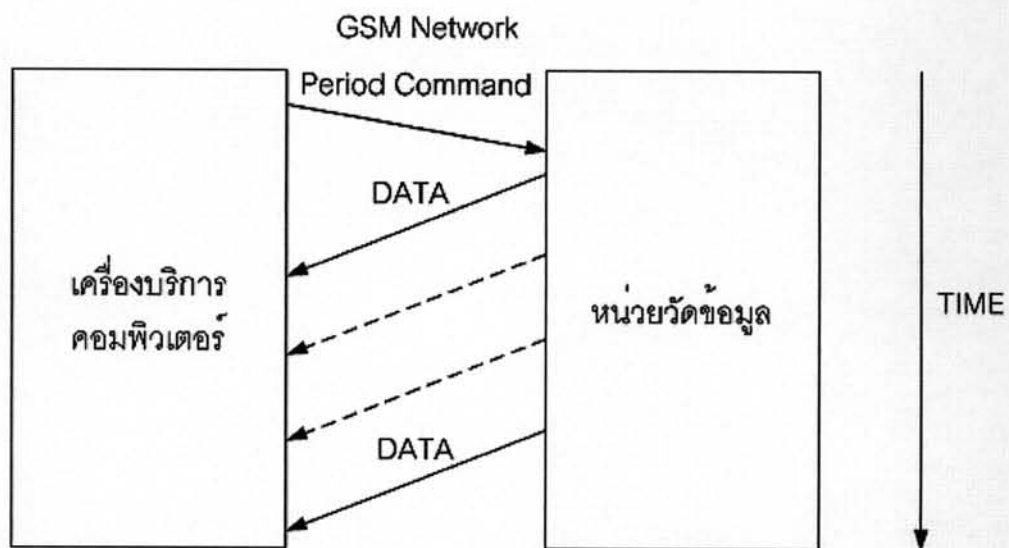 GSM Network
Period Command
DATA
เครื่องบริการ
คอมพิวเตอร์
หน่วยวัดข้อมูล
TIME
DATA